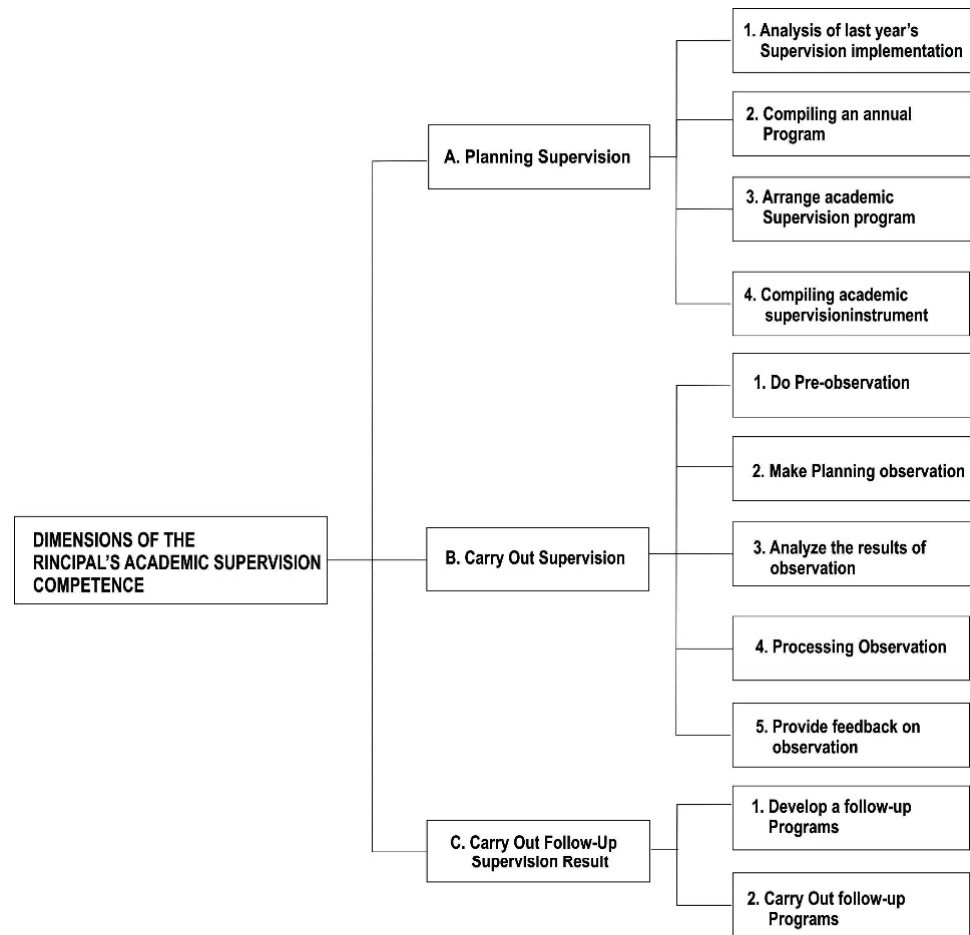 1. Analysis of last year's
Supervision implementation
2. Compiling an annual
Program
A. Planning Supervision
3. Arrange academic
Supervision program
4. Compiling academic
supervisioninstrument
1. Do Pre-observation
2. Make Planning observation
DIMENSIONS OF THE
RINCIPAL'S ACADEMIC SUPERVISION
COMPETENCE
B. Carry Out Supervision
3. Analyze the results of
observation
4. Processing Observation
5. Provide feedback on
observation
C. Carry Out Follow-Up
Supervision Result
1. Develop a follow-up
Programs
2. Carry Out follow-up
Programs